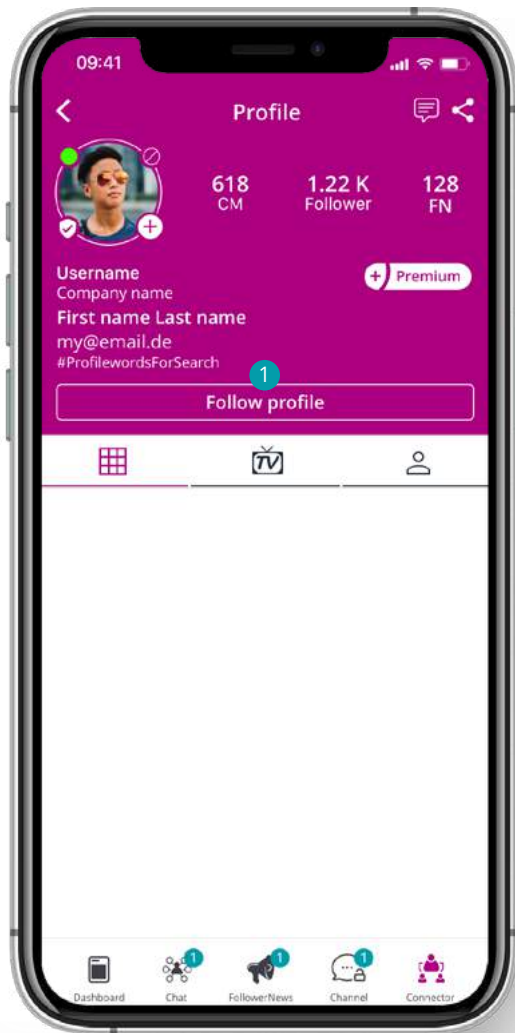 09:41
Profile
618 1.22 K 128
CM Follower FN
Username
+ Premium
Company name
First name Last name
my@email.de
#ProfilewordsForSearch
1
Follow profile
TV
1 1 1
Dashboard Chat FollowerNews Channel Connector